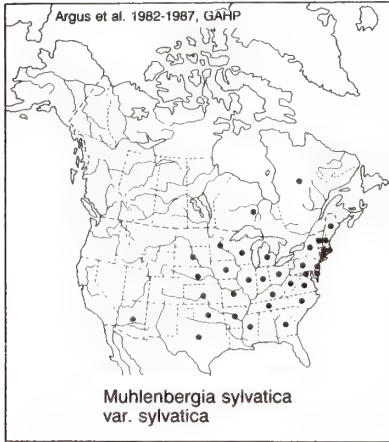 Argus et al. 1982-1987, GAHP
Muhlenbergia sylvatica
var. sylvatica